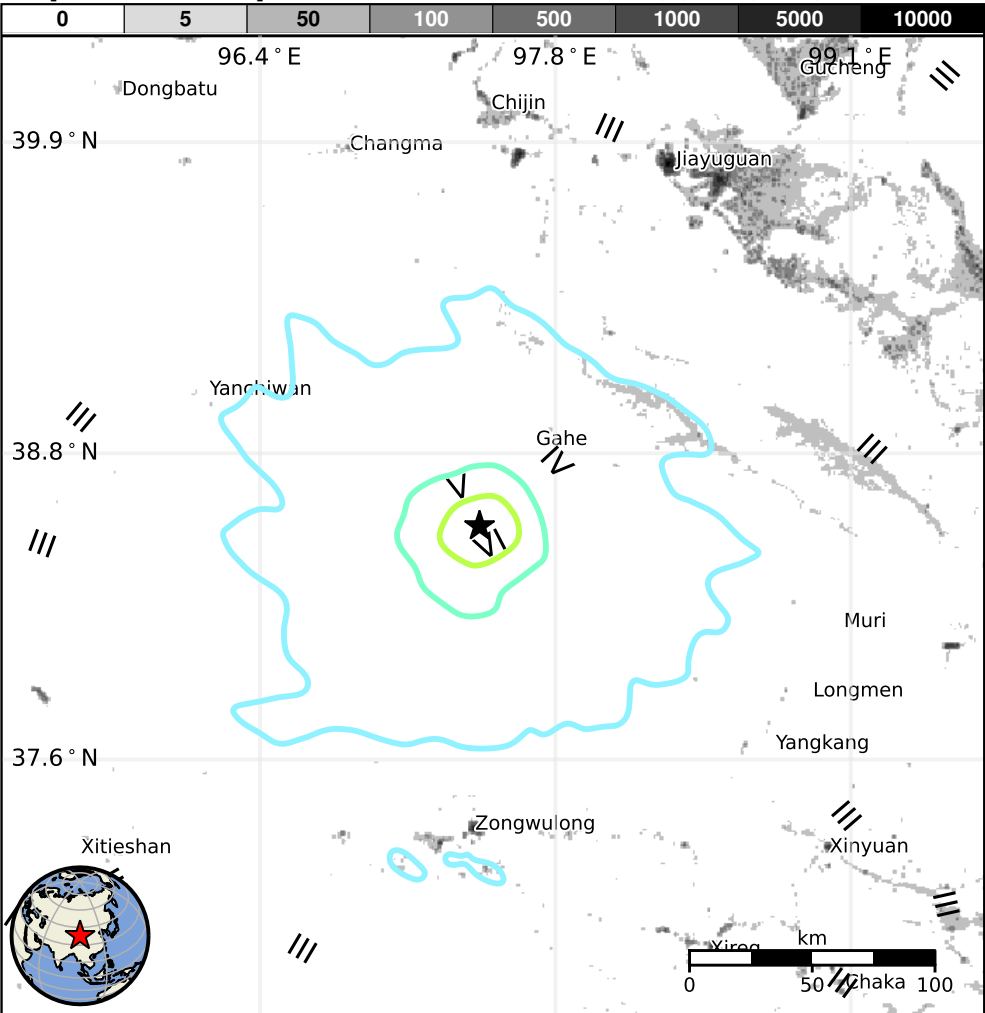 0 5 50 100 500 1000 5000 10000
96.4°E 97.8°E 99.1°E
Gucheng
III
Dongbatu
Chijin
III
39.9°N
Changma
Jiayuguan
Yanchiwan
III
Gahe
III
38.8°N
IV
V
III
VI
Muri
Longmen
Yangkang
37.6°N
Zongwulong
III
Xitieshan
Xinyuan
III
III
Xireg
km
III
Chaka
0 50 100